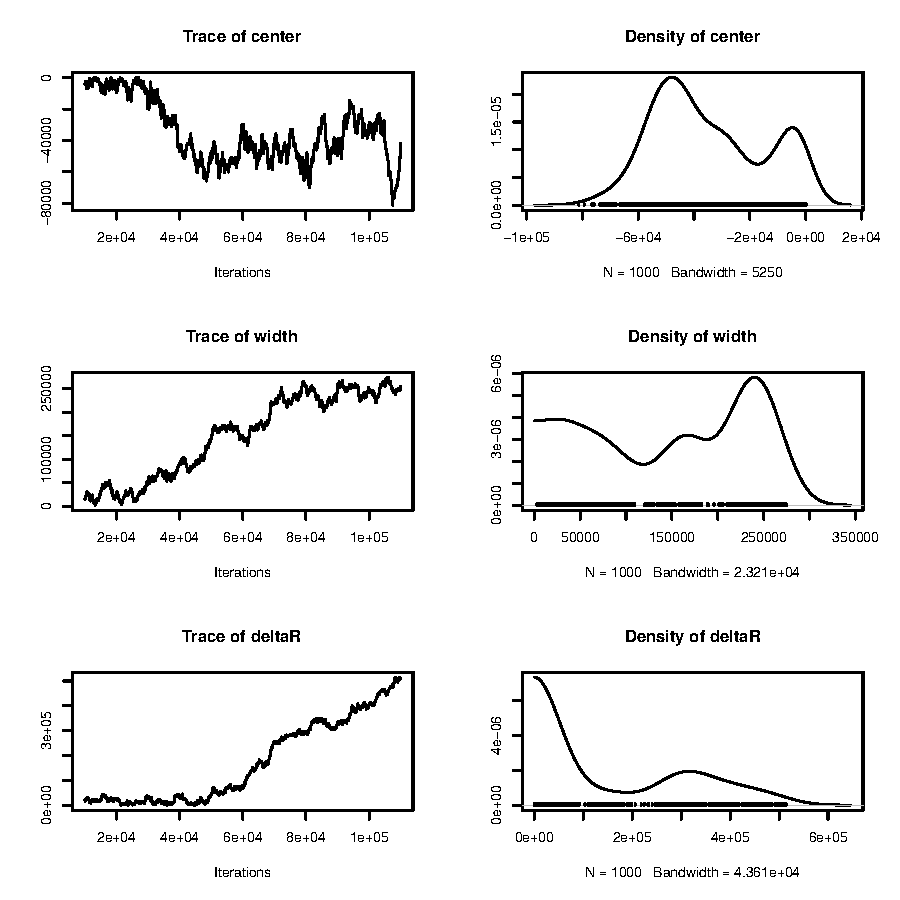 Trace of center
Density of center
0
−40000
−80000
2e+04 4e+04 6e+04 8e+04 1e+05
Iterations
1.5e−05
0.0e+00
−1e+05 −6e+04 −2e+04 0e+00 2e+04
N = 1000 Bandwidth = 5250
Trace of width
Density of width
250000
100000
0
2e+04 4e+04 6e+04 8e+04 1e+05
Iterations
6e−06
3e−06
0e+00
0 50000 150000 250000 350000
N = 1000 Bandwidth = 2.321e+04
Trace of deltaR
Density of deltaR
3e+05
0e+00
2e+04 4e+04 6e+04 8e+04 1e+05
Iterations
4e−06
0e+00
0e+00 2e+05 4e+05 6e+05
N = 1000 Bandwidth = 4.361e+04